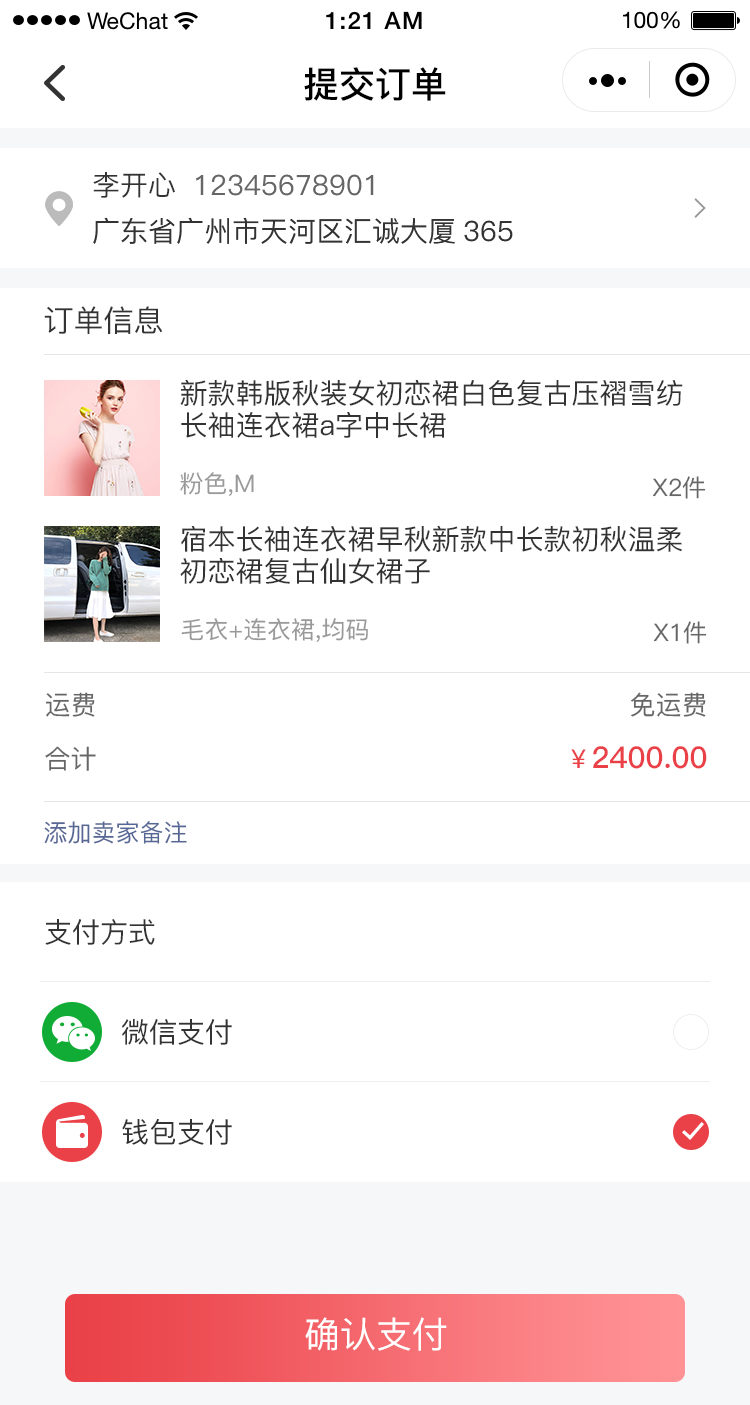 WeChat 1:21 AM 100%
提交订单
李开心 12345678901
广东省广州市天河区汇诚大厦 365
订单信息
新款韩版秋装女初恋裙白色复古压褶雪纺
长袖连衣裙a字中长裙
粉色,M X2件
宿本长袖连衣裙早秋新款中长款初秋温柔
初恋裙复古仙女裙子
毛衣+连衣裙,均码 X1件
运费 免运费
合计 ¥2400.00
添加卖家备注
支付方式
微信支付
钱包支付
确认支付